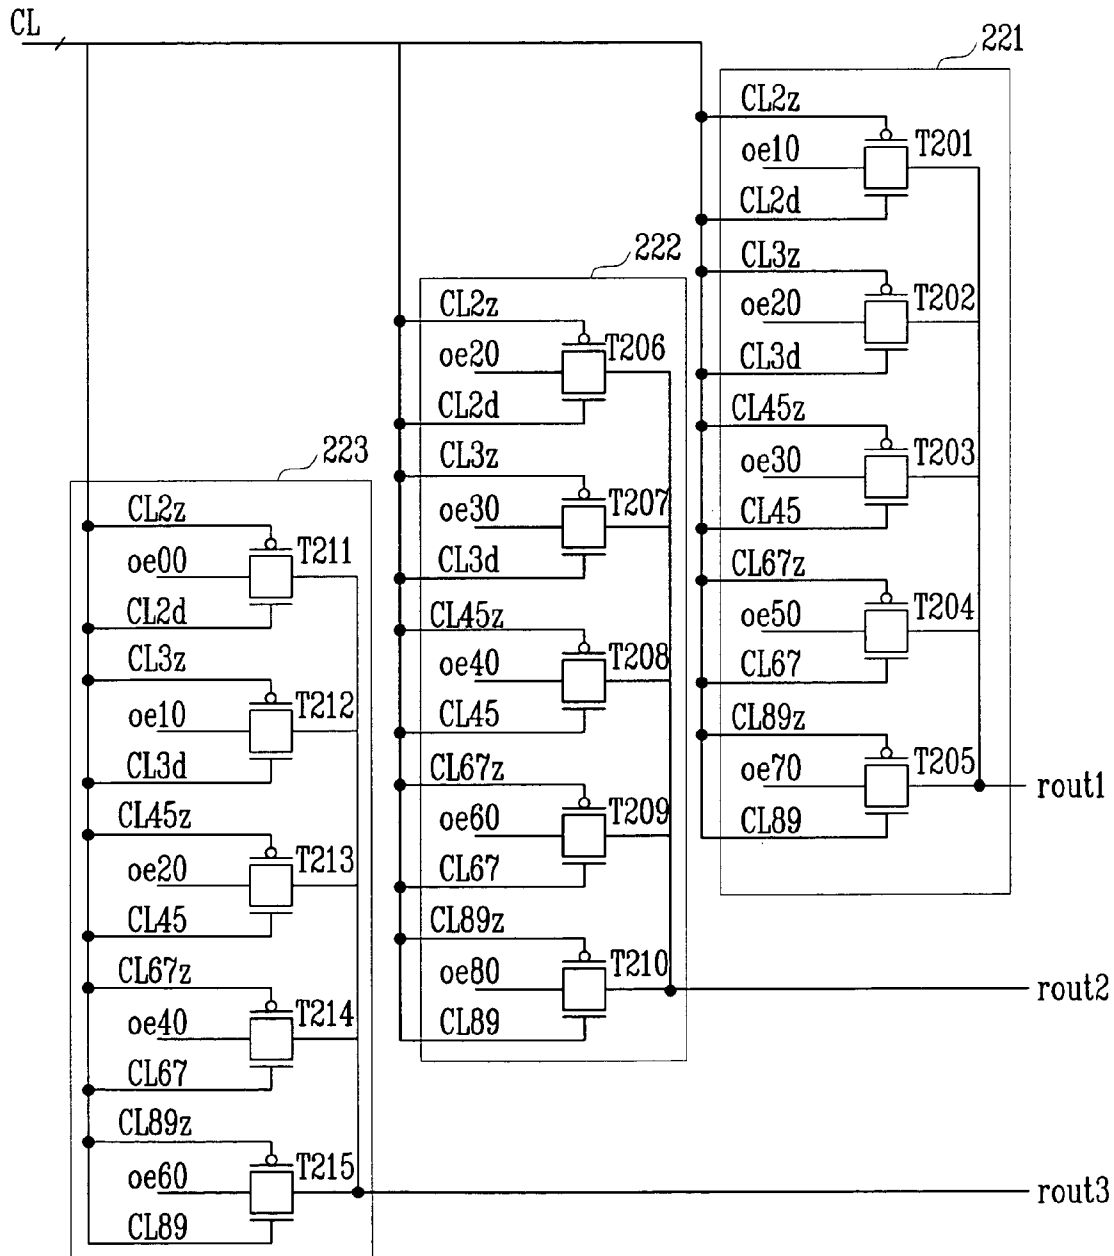 CL
221
CL2z
oe10
T201
CL2d
CL3z
oe20
T202
CL3d
CL45z
oe30
T203
CL45
CL67z
oe50
T204
CL67
CL89z
oe70
T205
CL89
rout1
222
CL2z
oe20
T206
CL2d
CL3z
oe30
T207
CL3d
CL45z
oe40
T208
CL45
CL67z
oe60
T209
CL67
CL89z
oe80
T210
CL89
rout2
223
CL2z
oe00
T211
CL2d
CL3z
oe10
T212
CL3d
CL45z
oe20
T213
CL45
CL67z
oe40
T214
CL67
CL89z
oe60
T215
CL89
rout3